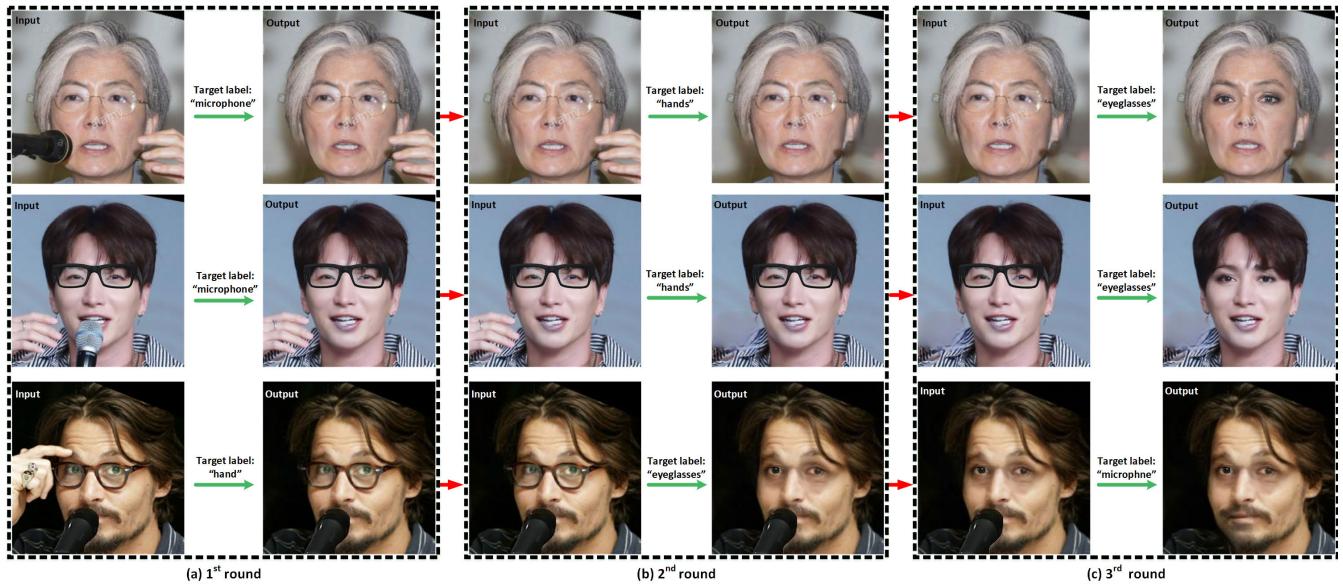 Input
Output
Input
Output
Input
Output
Target label:
“microphone”
Target label:
“hands”
Target label:
“eyeglasses”
Input
Output
Input
Output
Input
Output
Target label:
“microphone”
Target label:
“hands”
Target label:
“eyeglasses”
Input
Output
Input
Output
Input
Output
Target label:
“hand”
Target label:
“eyeglasses”
Target label:
“microphne”
(a) 1st round
(b) 2nd round
(c) 3rd round